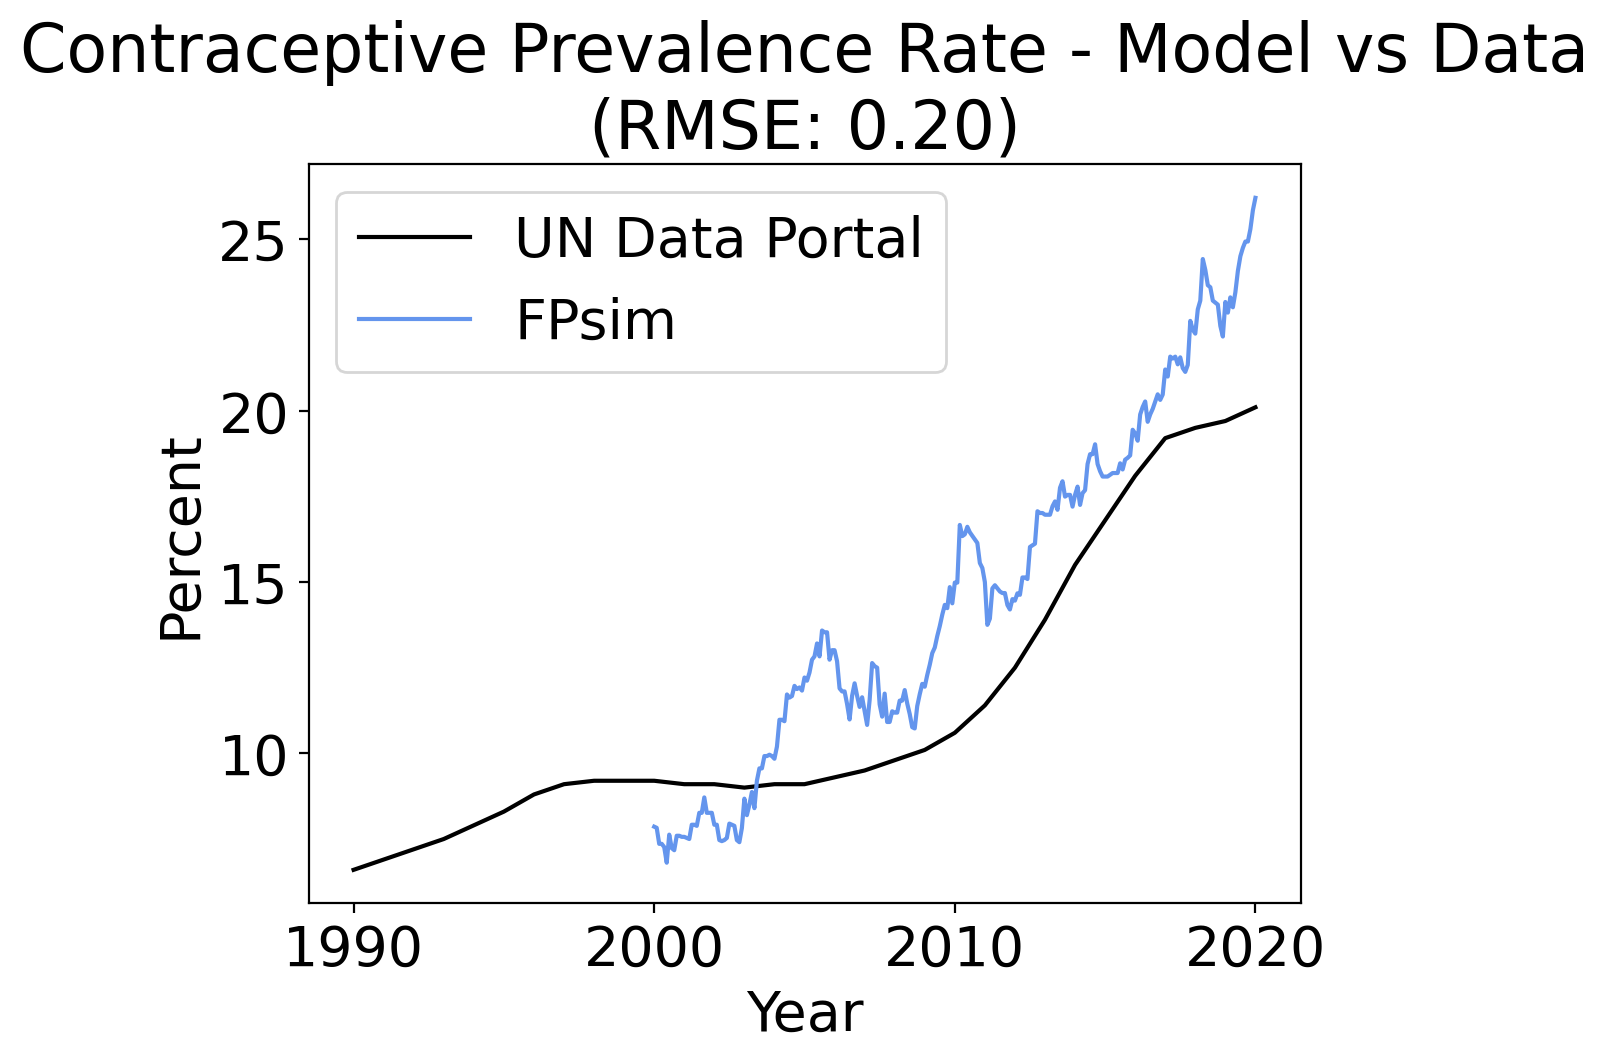 Contraceptive Prevalence Rate - Model vs Data
(RMSE: 0.20)
UN Data Portal
FPsim
Percent
25
20
15
10
1990 2000 2010 2020
Year